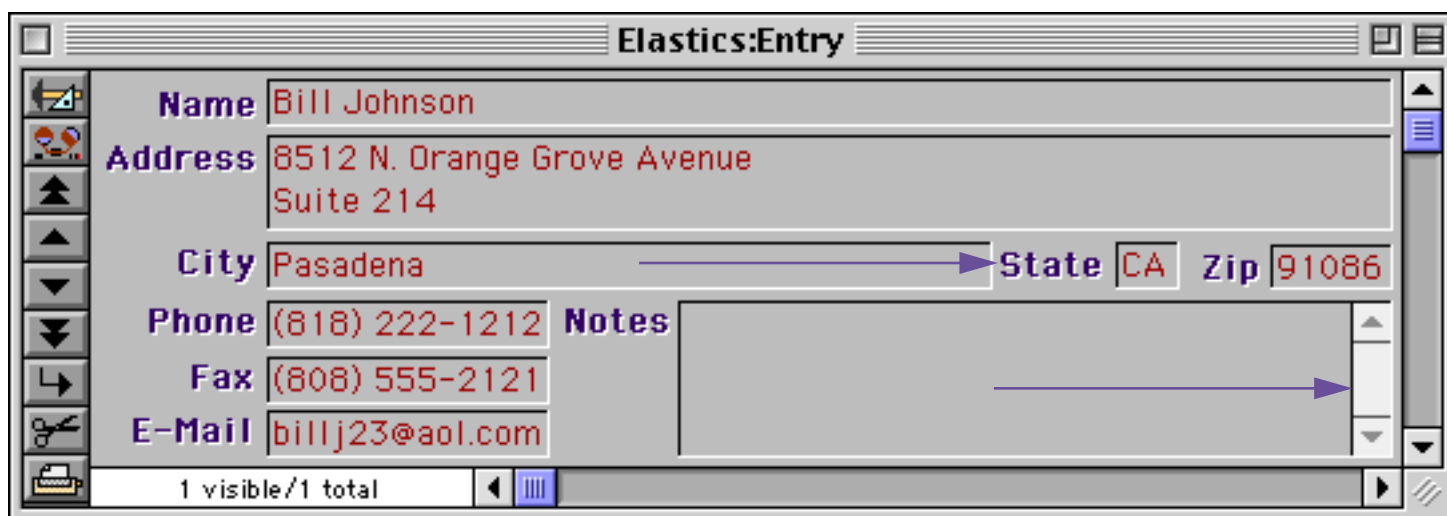 Elastics:Entry
Name Bill Johnson
Address 8512 N. Orange Grove Avenue
Suite 214
City Pasadena State CA Zip 91086
Phone (818) 222-1212 Notes
Fax (808) 555-2121
E-Mail billj23@aol.com
1 visible/1 total